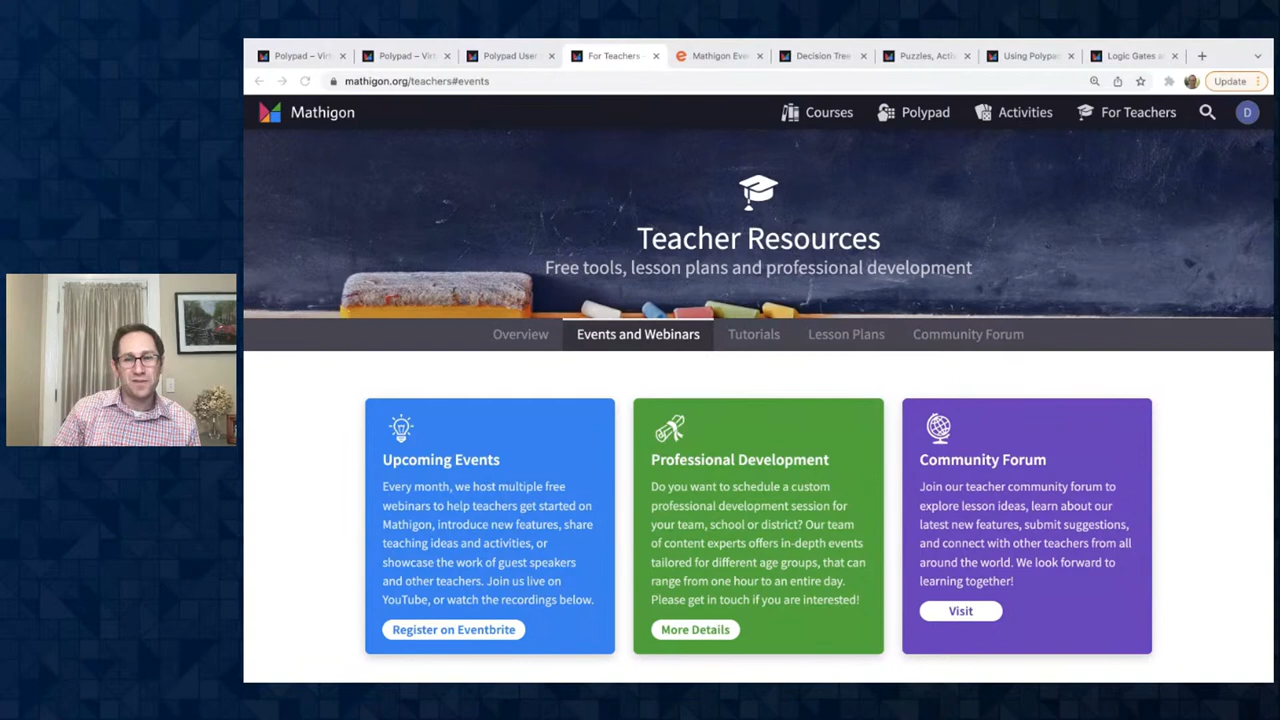 Polypad – Virt
Polypad – Virt
Polypad User
For Teachers –
Mathigon Eve
Decision Tree
Puzzles, Activ
Using Polypa
Logic Gates a
mathigon.org/teachers#events
Update
Mathigon
Courses
Polypad
Activities
For Teachers
D
Teacher Resources
Free tools, lesson plans and professional development
Overview
Events and Webinars
Tutorials
Lesson Plans
Community Forum
Upcoming Events
Every month, we host multiple free
webinars to help teachers get started on
Mathigon, introduce new features, share
teaching ideas and activities, or
showcase the work of guest speakers
and other teachers. Join us live on
YouTube, or watch the recordings below.
Register on Eventbrite
Professional Development
Do you want to schedule a custom
professional development session for
your team, school or district? Our team
of content experts offers in-depth events
tailored for different age groups, that can
range from one hour to an entire day.
Please get in touch if you are interested!
More Details
Community Forum
Join our teacher community forum to
explore lesson ideas, learn about our
latest new features, submit suggestions,
and connect with other teachers from all
around the world. We look forward to
learning together!
Visit